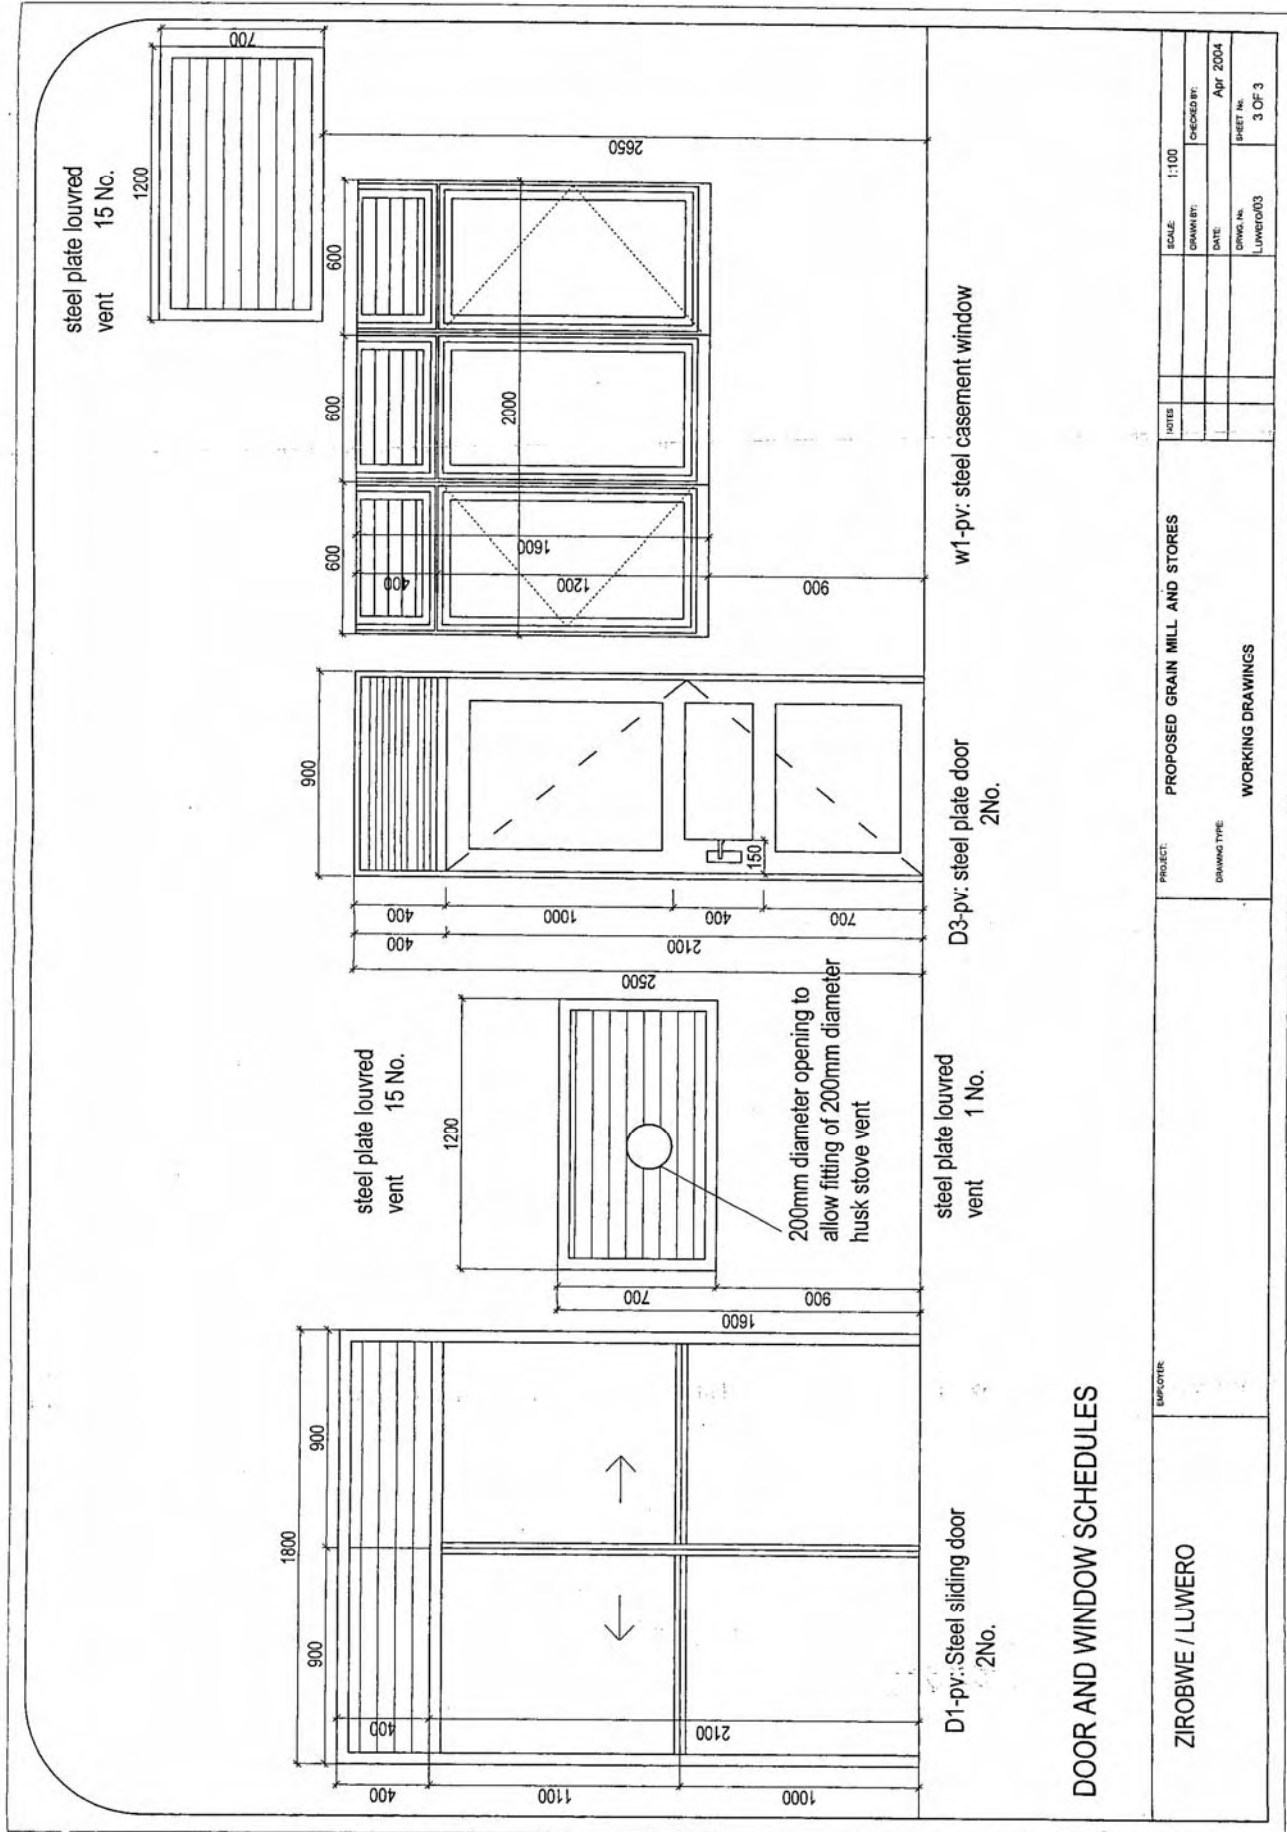 steel plate louvred
vent 15 No.
1200
700
2650
600
600
600
2000
1600
400
1200
900
w1-pv: steel casement window
900
150
400
1000
400
700
400
2100
2500
D3-pv: steel plate door
2No.
steel plate louvred
vent 15 No.
1200
700
900
1600
200mm diameter opening to
allow fitting of 200mm diameter
husk stove vent
steel plate louvred
vent 1 No.
1800
900
900
400
2100
400
1100
1000
D1-pv: Steel sliding door
2No.
DOOR AND WINDOW SCHEDULES
ZIROBWE / LUWERO
EMPLOYER:
PROJECT:
PROPOSED GRAIN MILL AND STORES
DRAWING TYPE:
WORKING DRAWINGS
NOTES
SCALE: 1:100
DRAWN BY:
CHECKED BY:
DATE: Apr 2004
DRWG. No. SHEET No.
Luwero/03 3 OF 3